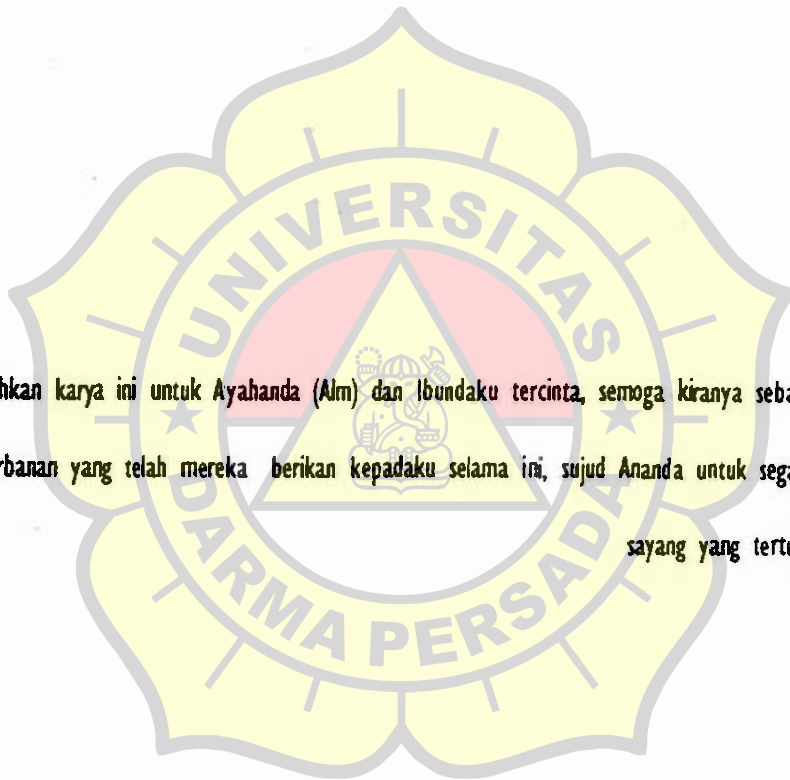 UNIVERSITAS
hkan karya ini untuk Ayahanda (Alm) dan Ibundaku tercinta, semoga kiranya seba
rbanan yang telah mereka berikan kepadaku selama ini, sujud Ananda untuk sega
sayang yang tertu
DARMA PERSADA